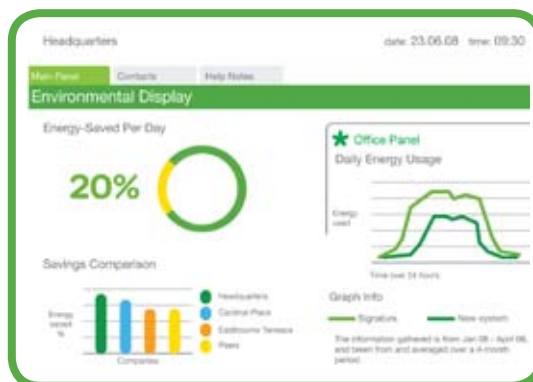 Headquarters
date: 23.06.08 time: 09:30
Main Panel Contacts Help Notes
Environmental Display
Energy-Saved Per Day
20%
Office Panel
Daily Energy Usage
Energy used
Time over 24 hours
Savings Comparison
Energy saved %
Companies
Headquarters
Cardinal Place
Eastbourne Terrace
Peers
Graph Info
Signature New system
The information gathered is from Jan 08 - April 08,
and taken from and averaged over a 4-month
period.